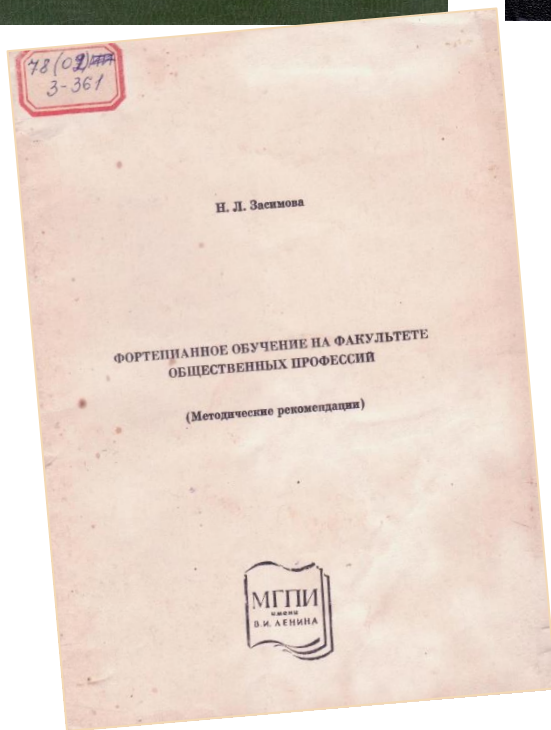 78(02)
З-361
Н. Л. Засимова
ФОРТЕПИАННОЕ ОБУЧЕНИЕ НА ФАКУЛЬТЕТЕ
ОБЩЕСТВЕННЫХ ПРОФЕССИЙ
(Методические рекомендации)
МГПИ
имени
В.И. ЛЕНИНА